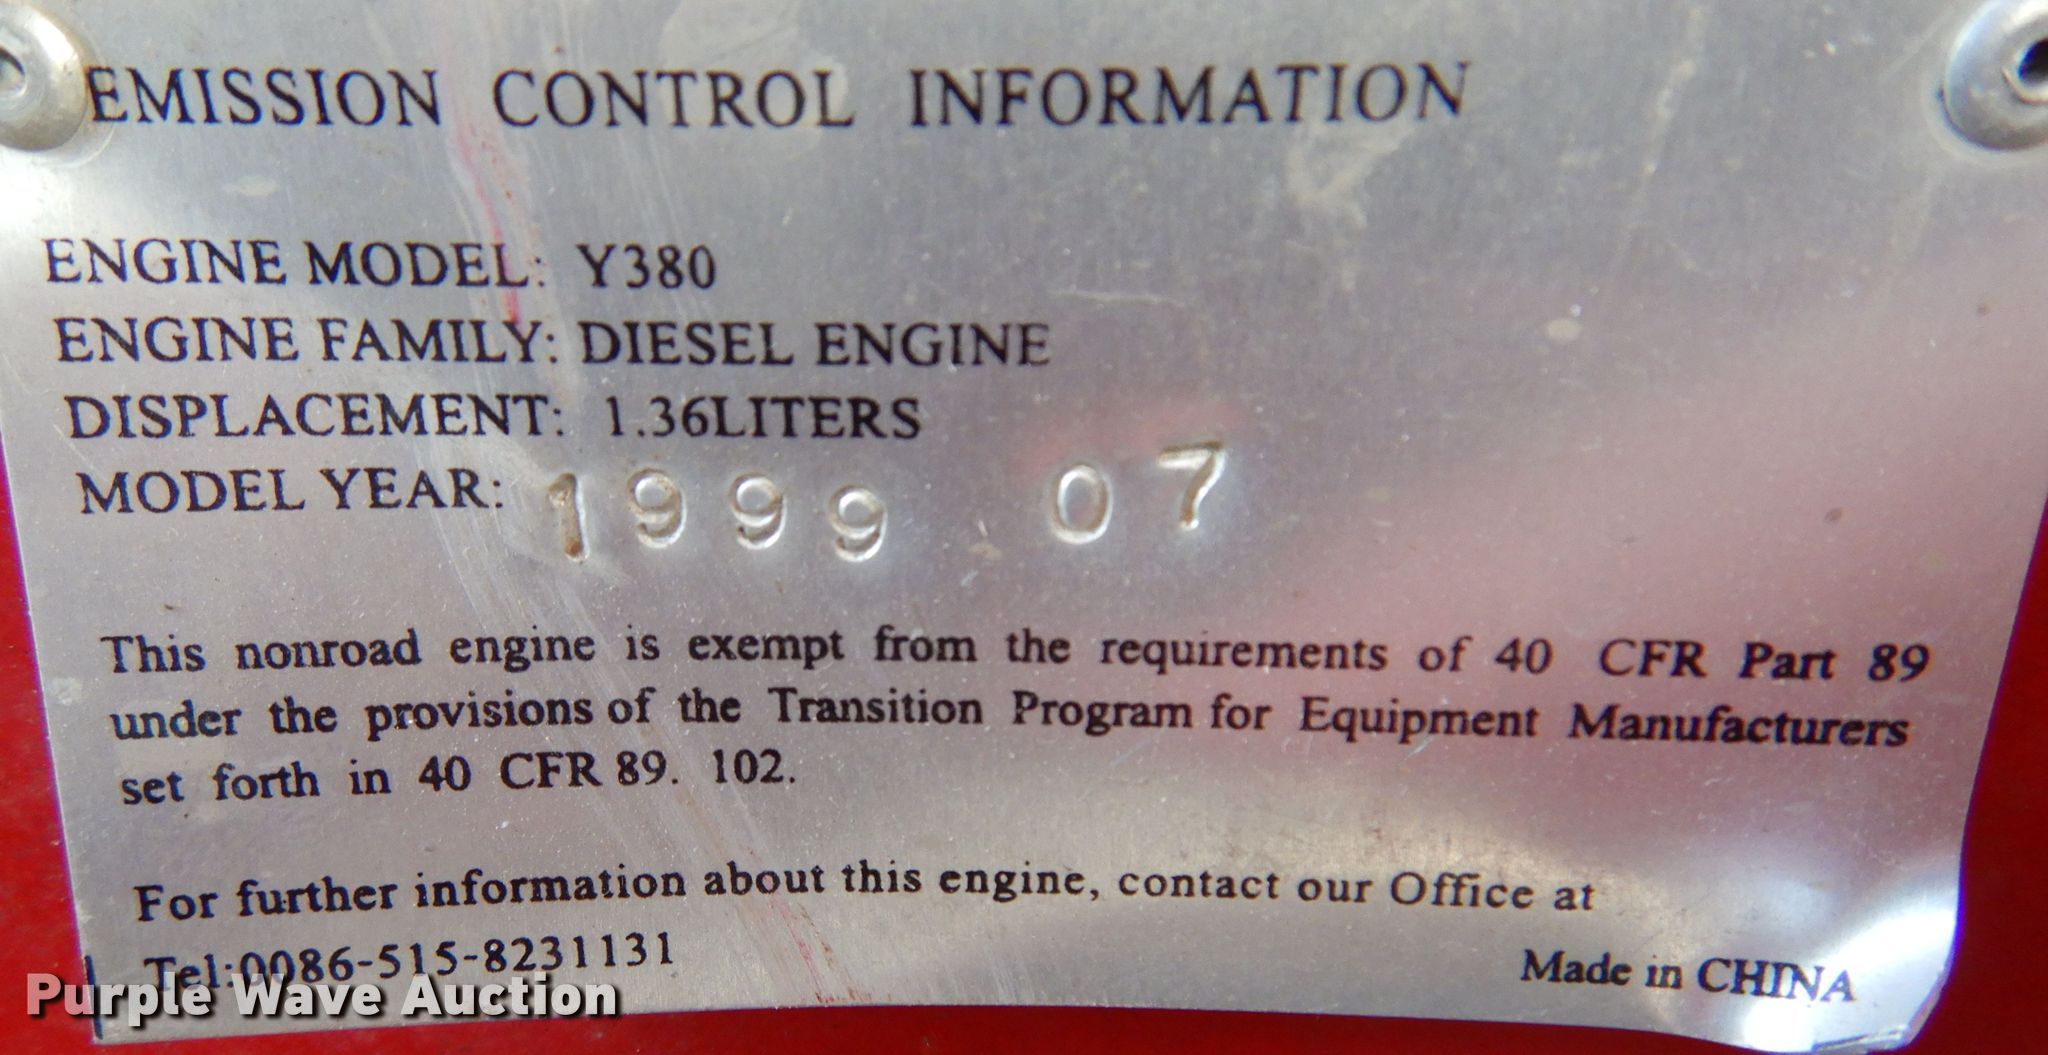 EMISSION CONTROL INFORMATION
ENGINE MODEL: Y380
ENGINE FAMILY: DIESEL ENGINE
DISPLACEMENT: 1.36LITERS
MODEL YEAR: 1999 07
This nonroad engine is exempt from the requirements of 40 CFR Part 89
under the provisions of the Transition Program for Equipment Manufacturers
set forth in 40 CFR 89. 102.
For further information about this engine, contact our Office at
Tel:0086-515-8231131
Made in CHINA
Purple Wave Auction